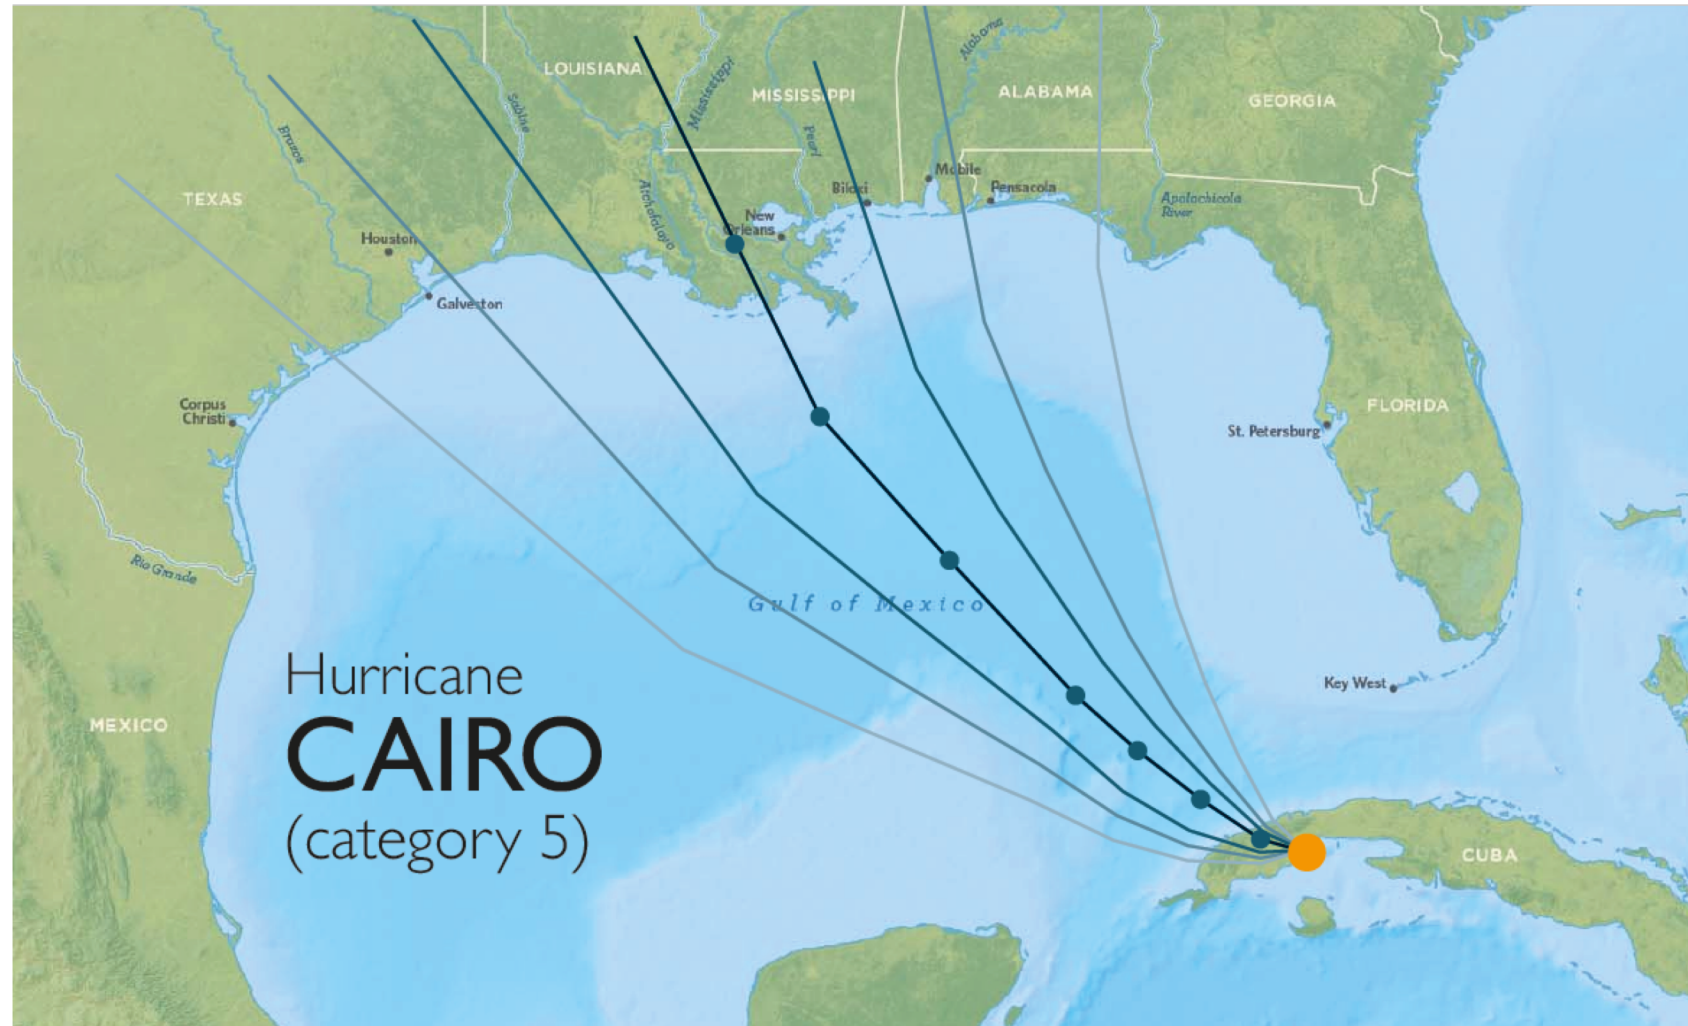 LOUISIANA
Mississippi
MISSISSIPPI
Alabama
ALABAMA
GEORGIA
Sabine
Brazos
Pearl
TEXAS
Houston
Galveston
Atchafalaya
New
Orleans
Biloxi
Mobile
Pensacola
Apalachicola
River
Corpus
Christi
St. Petersburg
FLORIDA
Rio Grande
Gulf of Mexico
Key West
MEXICO
Hurricane
CAIRO
(category 5)
CUBA